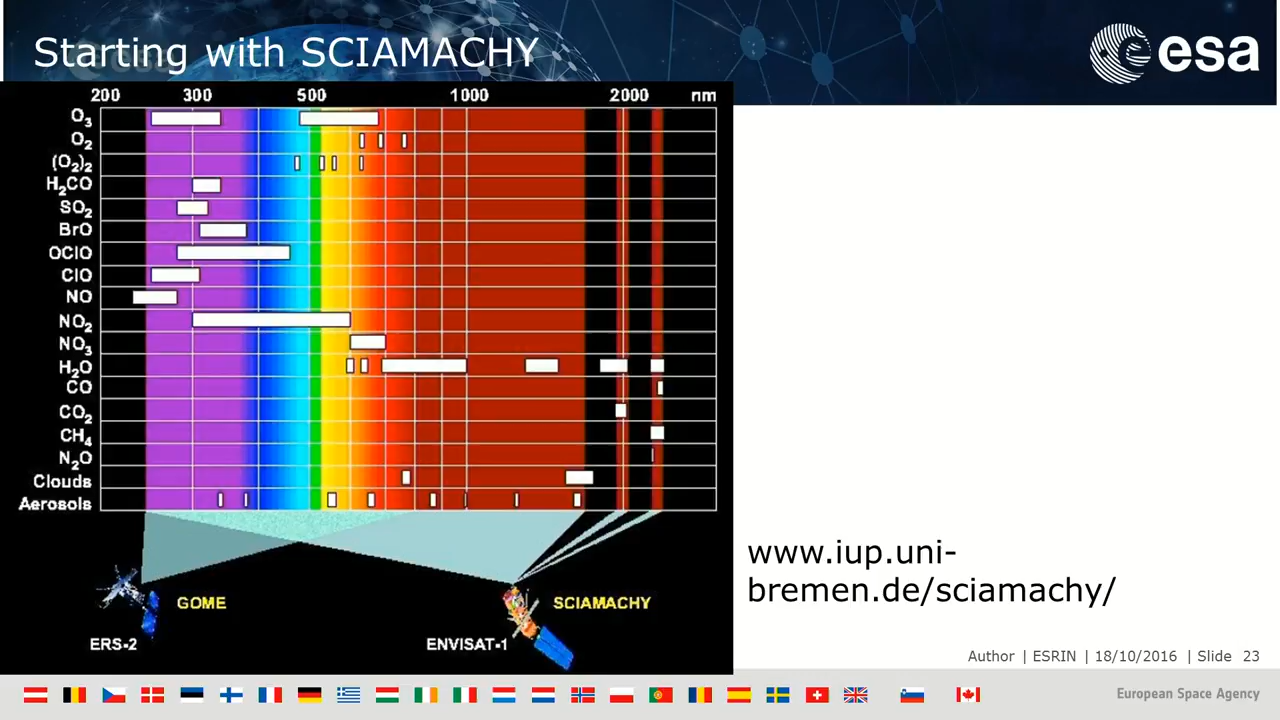 Starting with SCIAMACHY
esa
200 300 500 1000 2000 nm
O₃
O₂
(O₂)₂
H₂CO
SO₂
BrO
OClO
ClO
NO
NO₂
NO₃
H₂O
CO
CO₂
CH₄
N₂O
Clouds
Aerosols
GOME
SCIAMACHY
ERS-2
ENVISAT-1
www.iup.uni-
bremen.de/sciamachy/
Author | ESRIN | 18/10/2016 | Slide 23
European Space Agency